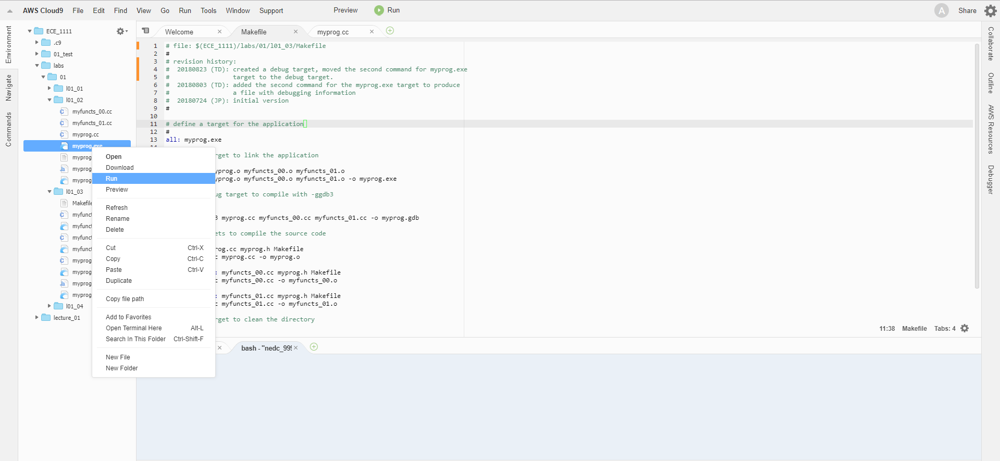 AWS Cloud9 File Edit Find View Go Run Tools Window Support Preview Run A Share
Environment
Navigate
Commands
ECE_1111
.c9
01_test
labs
01
l01_01
l01_02
myfuncts_00.cc
myfuncts_01.cc
myprog.cc
myprog.exe
myprog
myprog
myprog
l01_03
Makefile
myfunct
myfunct
myfunct
myfunct
myprog
myprog
myprog
myprog
l01_04
lecture_01
Open
Download
Run
Preview
Refresh
Rename
Delete
Cut Ctrl-X
Copy Ctrl-C
Paste Ctrl-V
Duplicate
Copy file path
Add to Favorites
Open Terminal Here Alt-L
Search In This Folder Ctrl-Shift-F
New File
New Folder
Welcome Makefile myprog.cc
1 # file: $(ECE_1111)/labs/01/l01_03/Makefile
2 #
3 # revision history:
4 #  20180823 (TD): created a debug target, moved the second command for myprog.exe
5 #                 target to the debug target.
6 #  20180803 (TD): added the second command for the myprog.exe target to produce
7 #                 a file with debugging information
8 #  20180724 (JP): initial version
9 #
10
11 # define a target for the application
12 #
13 all: myprog.exe
rget to link the application
yprog.o myfuncts_00.o myfuncts_01.o
yprog.o myfuncts_00.o myfuncts_01.o -o myprog.exe
ug target to compile with -ggdb3
3 myprog.cc myfuncts_00.cc myfuncts_01.cc -o myprog.gdb
ets to compile the source code
rog.cc myprog.h Makefile
c myprog.cc -o myprog.o
: myfuncts_00.cc myprog.h Makefile
c myfuncts_00.cc -o myfuncts_00.o
: myfuncts_01.cc myprog.h Makefile
c myfuncts_01.cc -o myfuncts_01.o
rget to clean the directory
11:38 Makefile Tabs: 4
bash - "nedc_999
Collaborate
Outline
AWS Resources
Debugger